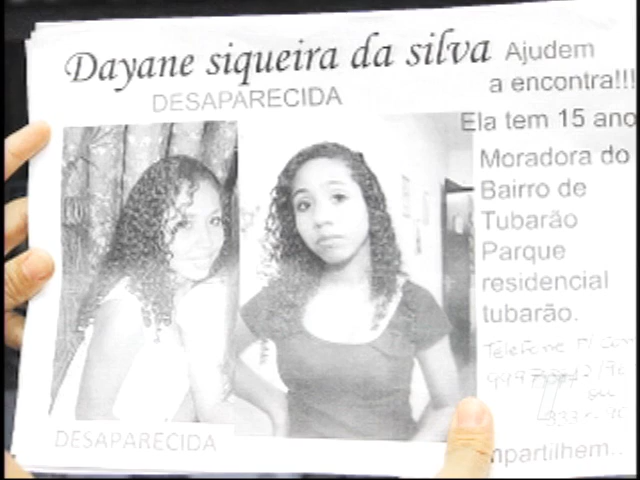 Dayane siqueira da silva
DESAPARECIDA
Ajudem
a encontra!!!
Ela tem 15 ano
Moradora do
Bairro de
Tubarão
Parque
residencial
tubarão.
Telefone P/
DESAPARECIDA
mpartilhem..